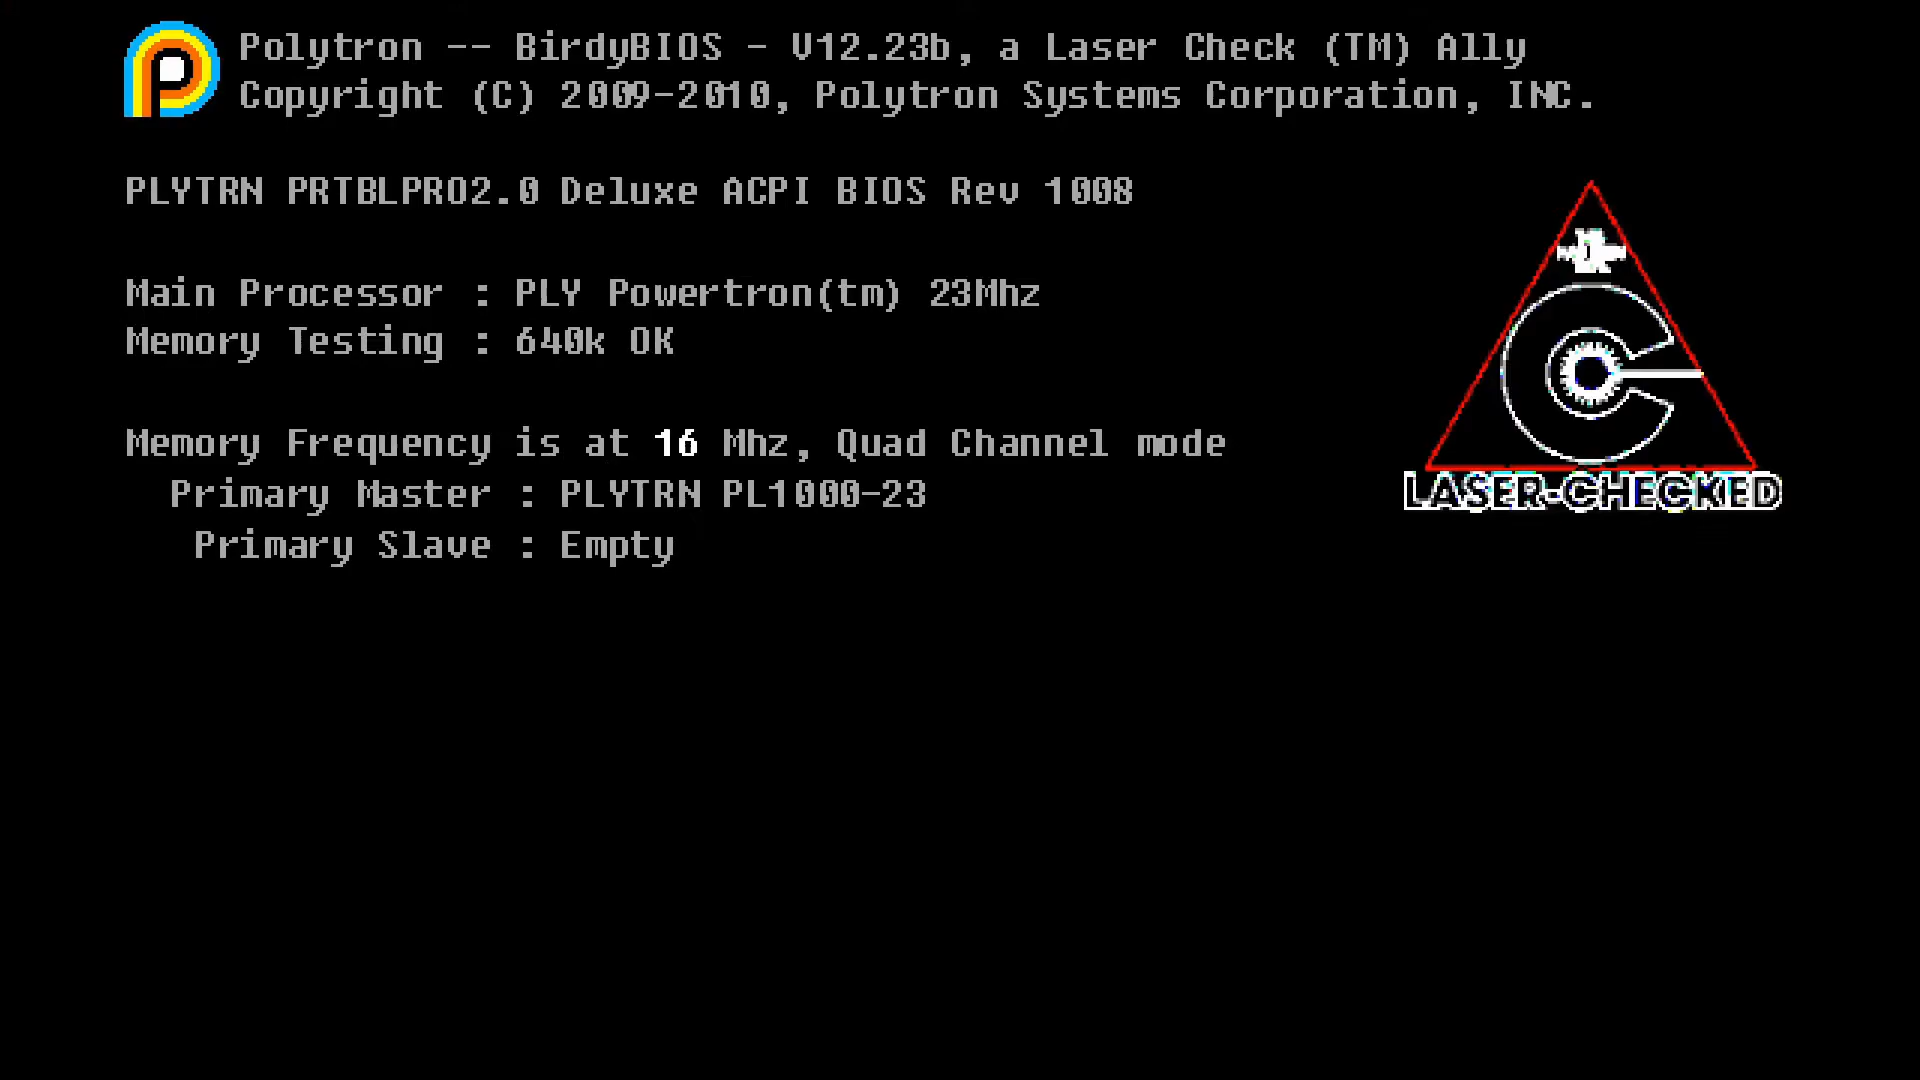 Polytron -- BirdyBIOS - V12.23b, a Laser Check (TM) Ally
Copyright (C) 2009-2010, Polytron Systems Corporation, INC.
PLYTRN PRTBLPRO2.0 Deluxe ACPI BIOS Rev 1008
Main Processor : PLY Powertron(tm) 23Mhz
Memory Testing : 640k OK
Memory Frequency is at 16 Mhz, Quad Channel mode
Primary Master : PLYTRN PL1000-23
Primary Slave : Empty
LASER-CHECKED